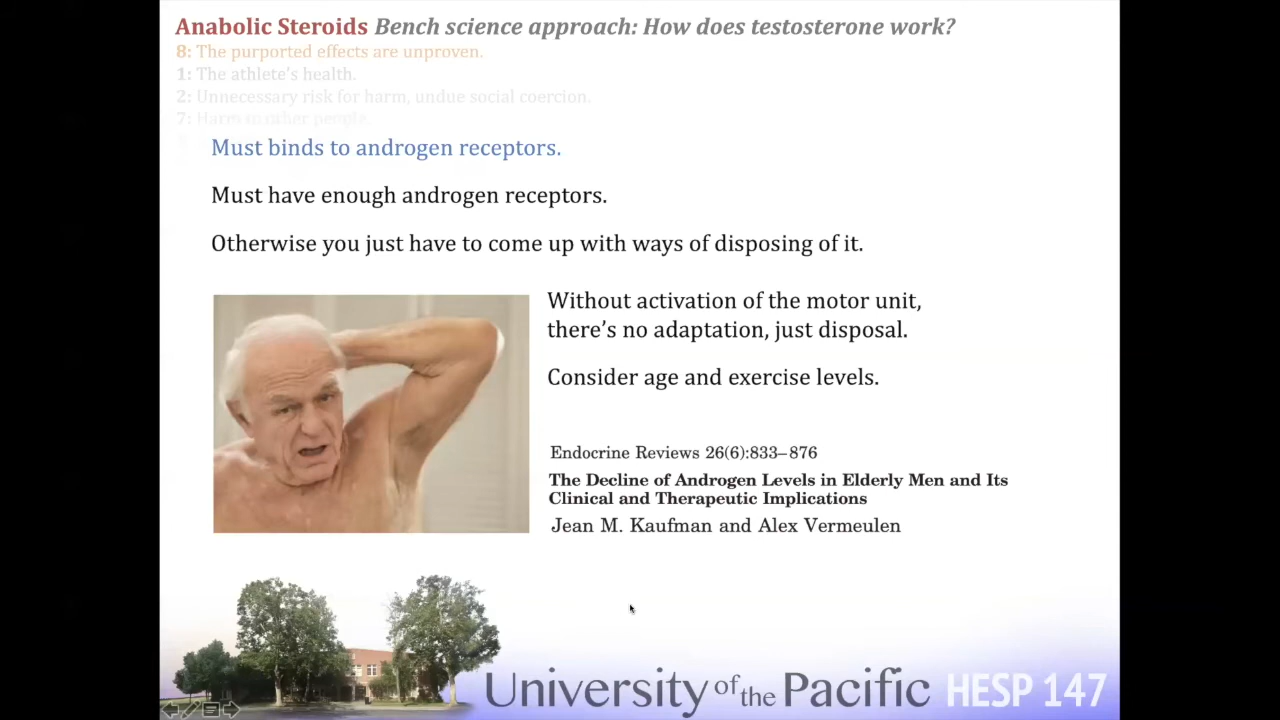 Anabolic Steroids Bench science approach: How does testosterone work?
8: The purported effects are unproven.
1: The athlete's health.
2: Unnecessary risk for harm, undue social coercion.
7: Harm to other people.
Must binds to androgen receptors.
Must have enough androgen receptors.
Otherwise you just have to come up with ways of disposing of it.
Without activation of the motor unit,
there's no adaptation, just disposal.
Consider age and exercise levels.
Endocrine Reviews 26(6):833–876
The Decline of Androgen Levels in Elderly Men and Its
Clinical and Therapeutic Implications
Jean M. Kaufman and Alex Vermeulen
University of the Pacific HESP 147